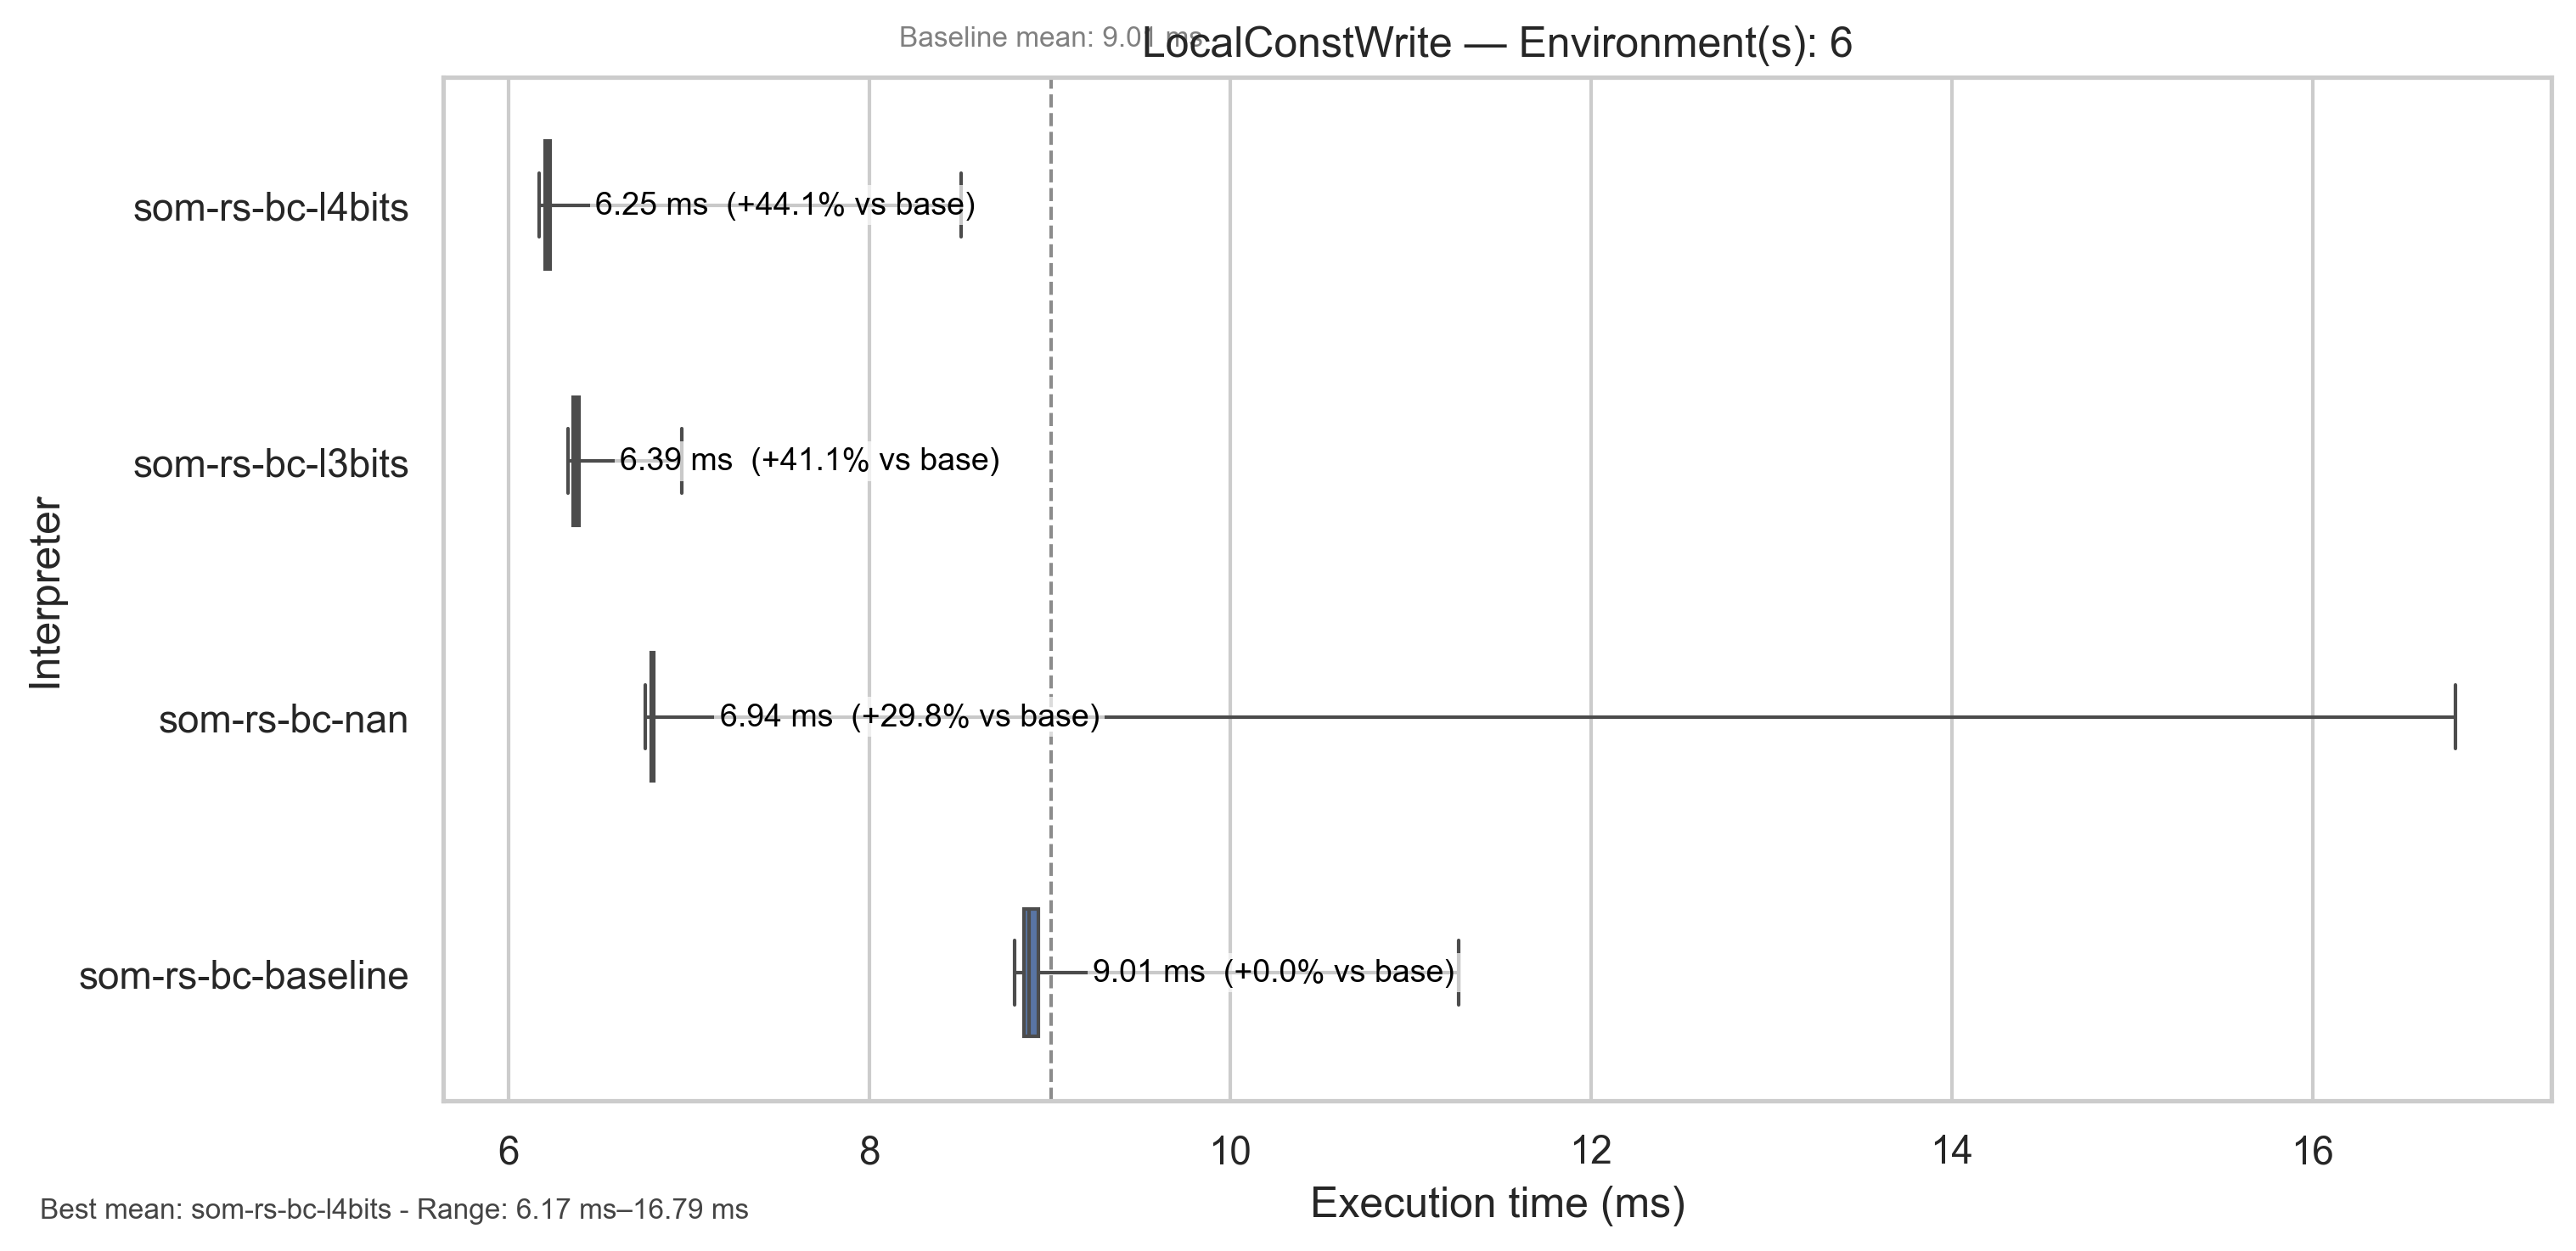 Baseline mean: 9.01 ms
LocalConstWrite — Environment(s): 6
som-rs-bc-l4bits
6.25 ms (+44.1% vs base)
som-rs-bc-l3bits
6.39 ms (+41.1% vs base)
Interpreter
som-rs-bc-nan
6.94 ms (+29.8% vs base)
som-rs-bc-baseline
9.01 ms (+0.0% vs base)
6 8 10 12 14 16
Execution time (ms)
Best mean: som-rs-bc-l4bits - Range: 6.17 ms–16.79 ms